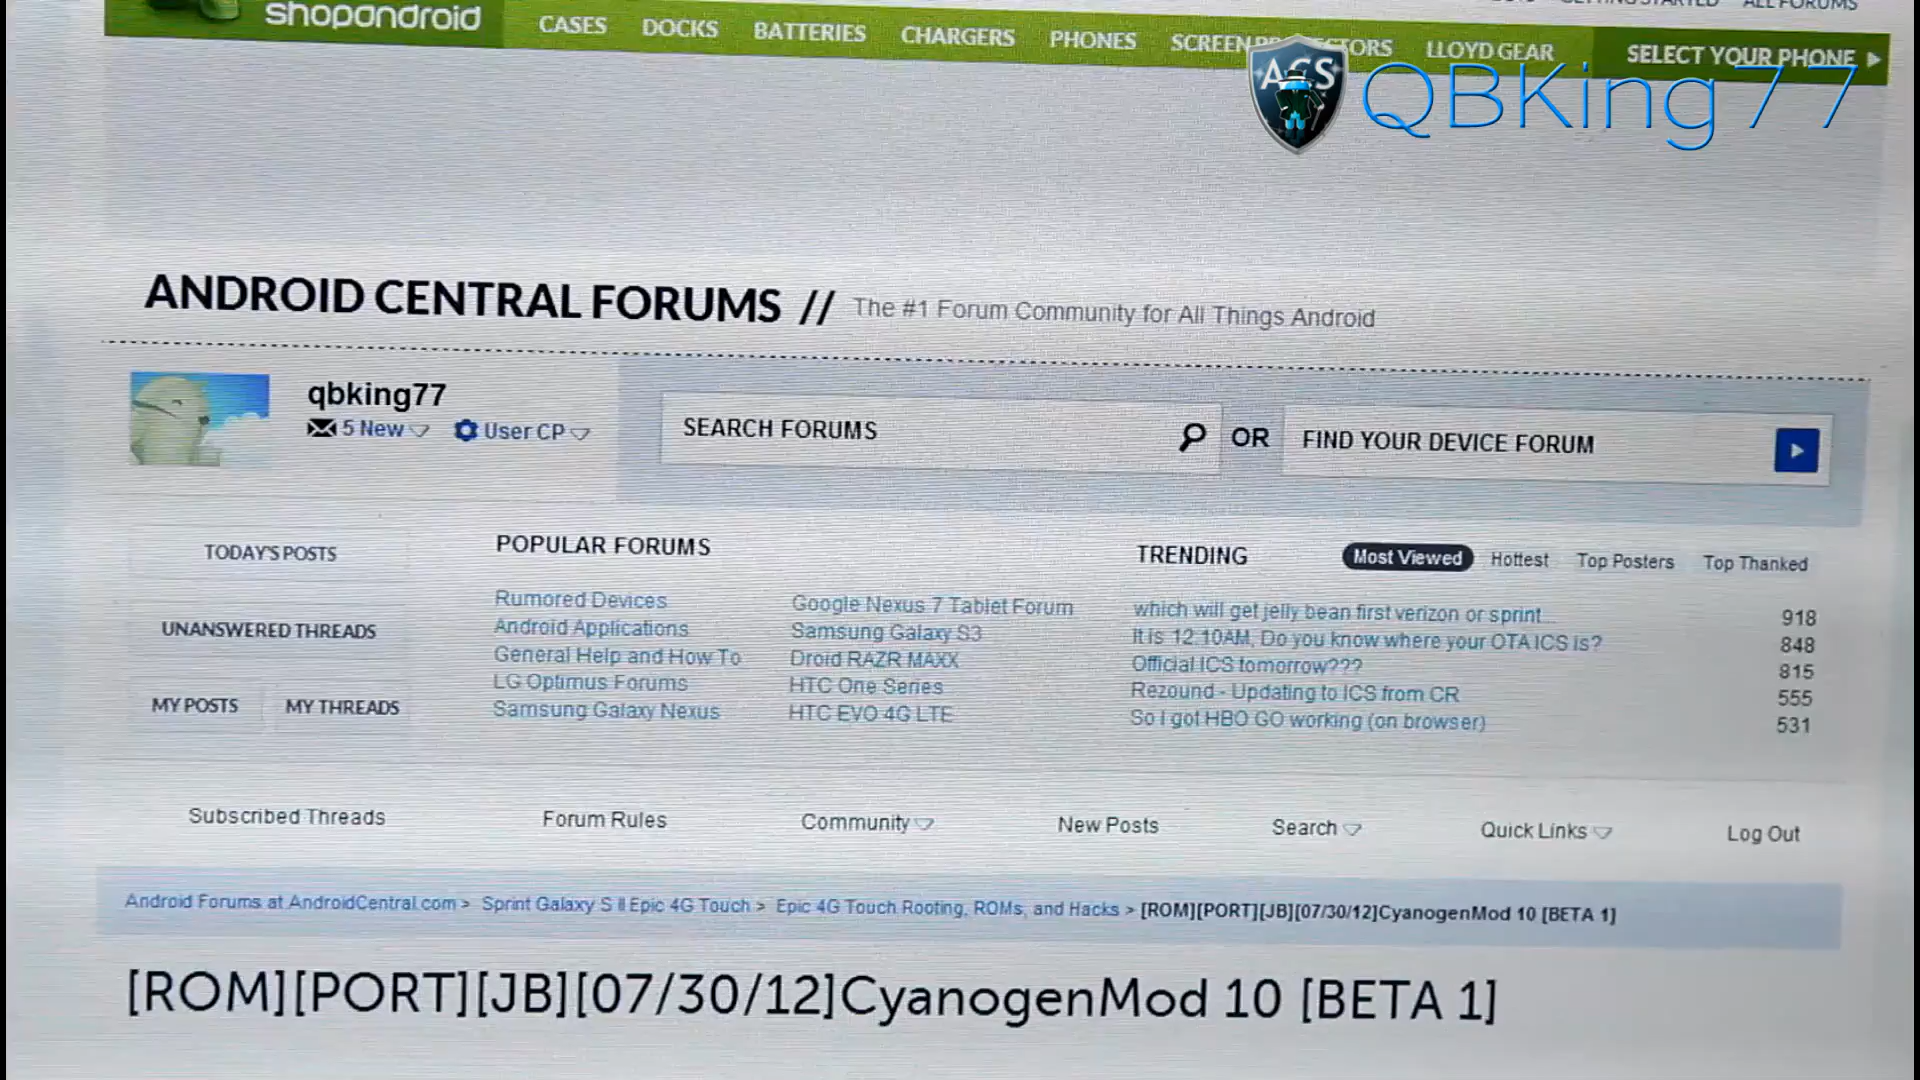 shopandroid
CASES DOCKS BATTERIES CHARGERS PHONES LLOYD GEAR SELECT YOUR PHONE
ALL FORUMS
ACS QBKing77
ANDROID CENTRAL FORUMS // The #1 Forum Community for All Things Android
qbking77
5 New User CP
SEARCH FORUMS OR FIND YOUR DEVICE FORUM
TODAY'S POSTS
UNANSWERED THREADS
MY POSTS MY THREADS
POPULAR FORUMS
Rumored Devices
Android Applications
General Help and How To
LG Optimus Forums
Samsung Galaxy Nexus
Google Nexus 7 Tablet Forum
Samsung Galaxy S3
Droid RAZR MAXX
HTC One Series
HTC EVO 4G LTE
TRENDING Most Viewed Hottest Top Posters Top Thanked
which will get jelly bean first verizon or sprint... 918
It is 12:10AM, Do you know where your OTA ICS is? 848
Official ICS tomorrow??? 815
Rezound - Updating to ICS from CR 555
So I got HBO GO working (on browser) 531
Subscribed Threads Forum Rules Community New Posts Search Quick Links Log Out
Android Forums at AndroidCentral.com > Sprint Galaxy S II Epic 4G Touch > Epic 4G Touch Rooting, ROMs, and Hacks > [ROM][PORT][JB][07/30/12]CyanogenMod 10 [BETA 1]
[ROM][PORT][JB][07/30/12]CyanogenMod 10 [BETA 1]